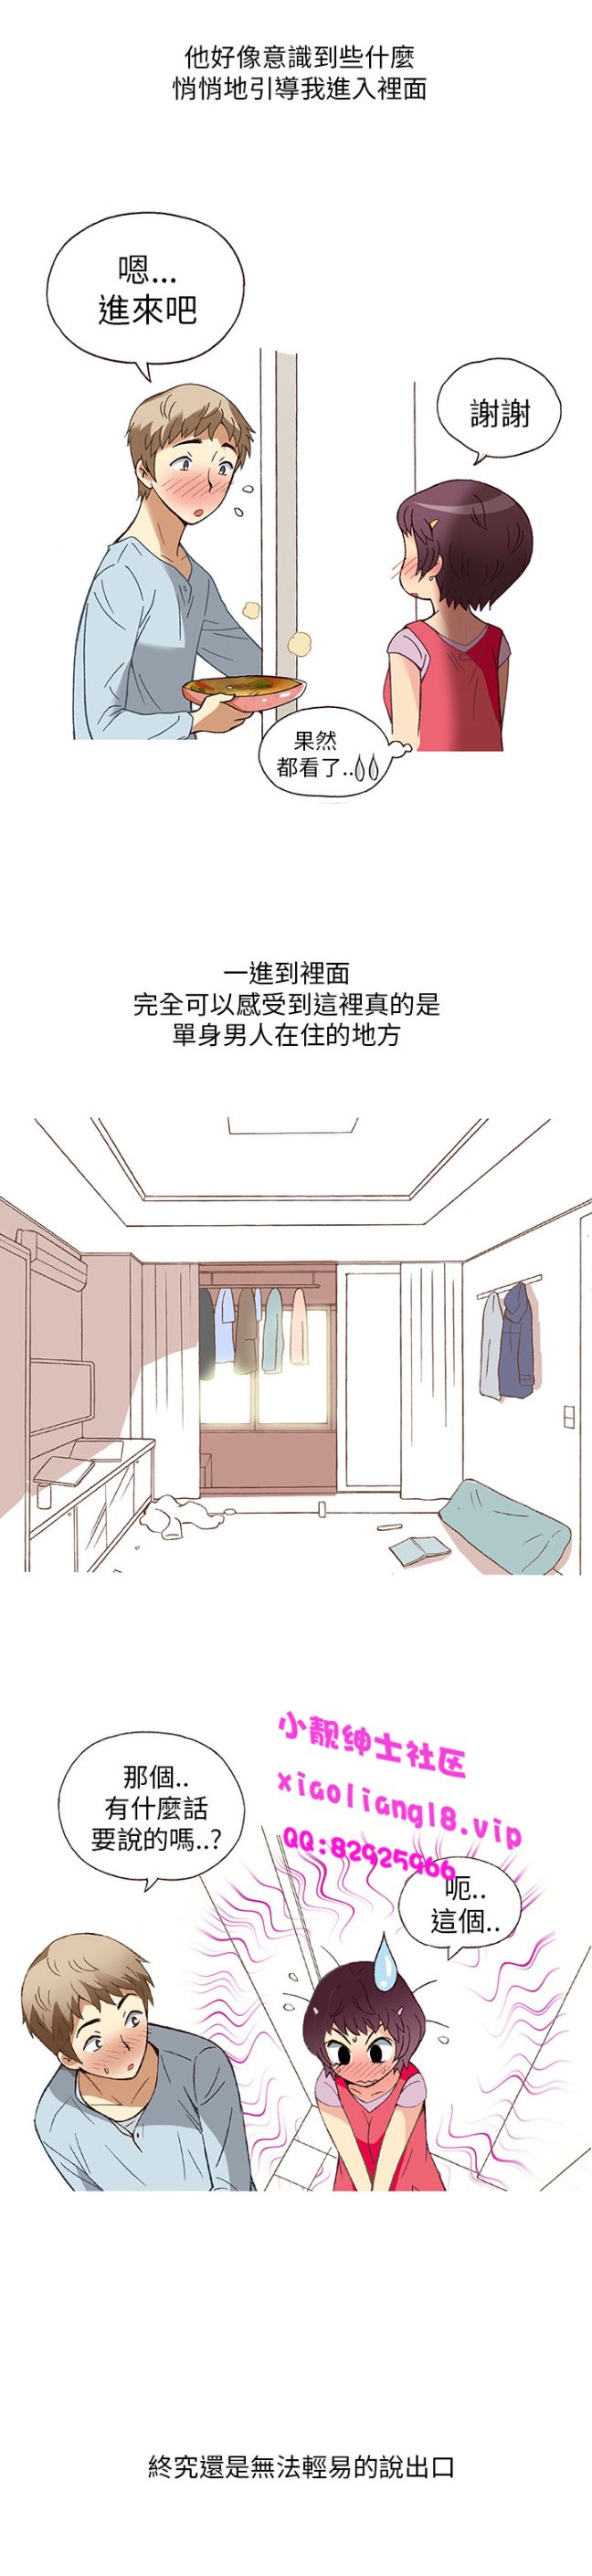 他好像意識到些什麼
悄悄地引導我進入裡面
嗯...
進來吧
謝謝
果然
都看了..
一進到裡面
完全可以感受到這裡真的是
單身男人在住的地方
小靓绅士社区
xiaoliang18.vip
QQ:82925966
那個..
有什麼話
要說的嗎..?
呃..
這個..
終究還是無法輕易的說出口